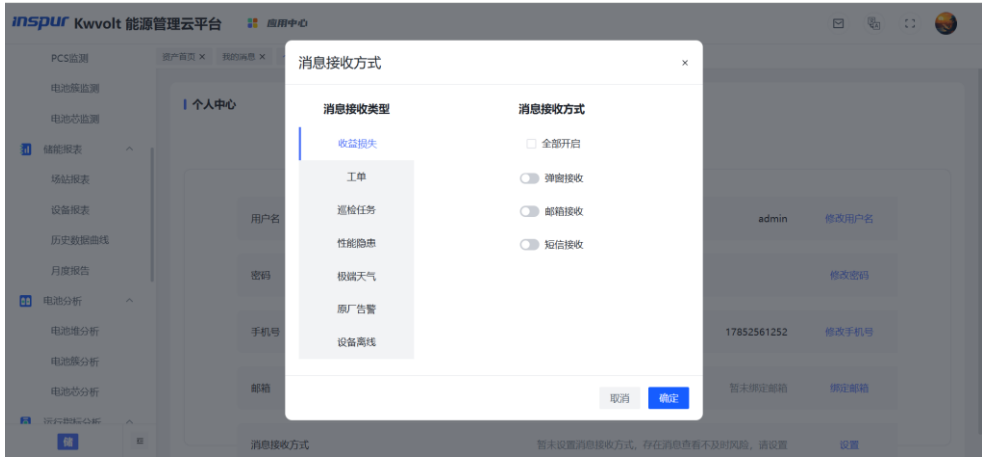 inspur Kwvolt 能源管理云平台 应用中心
PCS监测
电池簇监测
电池芯监测
储能报表
场站报表
设备报表
历史数据曲线
月度报告
电池分析
电池堆分析
电池簇分析
电池芯分析
运行指标分析
储
资产首页 × 我的消息 ×
个人中心
用户名 admin 修改用户名
密码 修改密码
手机号 17852561252 修改手机号
邮箱 暂未绑定邮箱 绑定邮箱
消息接收方式 暂未设置消息接收方式，存在消息查看不及时风险，请设置 设置
消息接收方式 ×
消息接收类型 消息接收方式
收益损失 全部开启
工单 弹窗接收
巡检任务 邮箱接收
性能隐患 短信接收
极端天气
原厂告警
设备离线
取消 确定